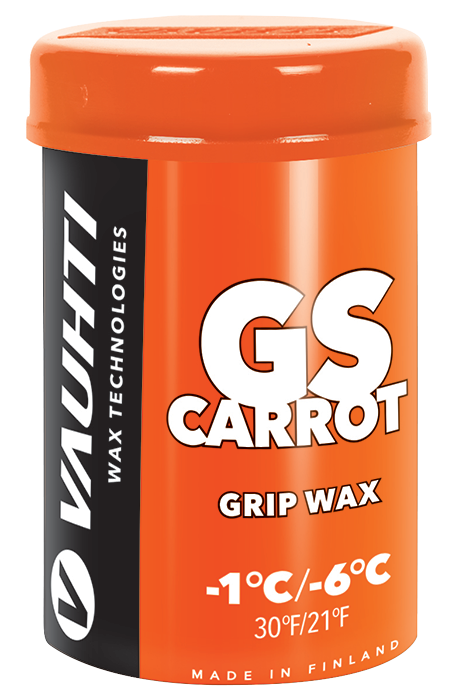 VAUHTI
WAX TECHNOLOGIES
GS
CARROT
GRIP WAX
-1°C/-6°C
30°F/21°F
MADE IN FINLAND